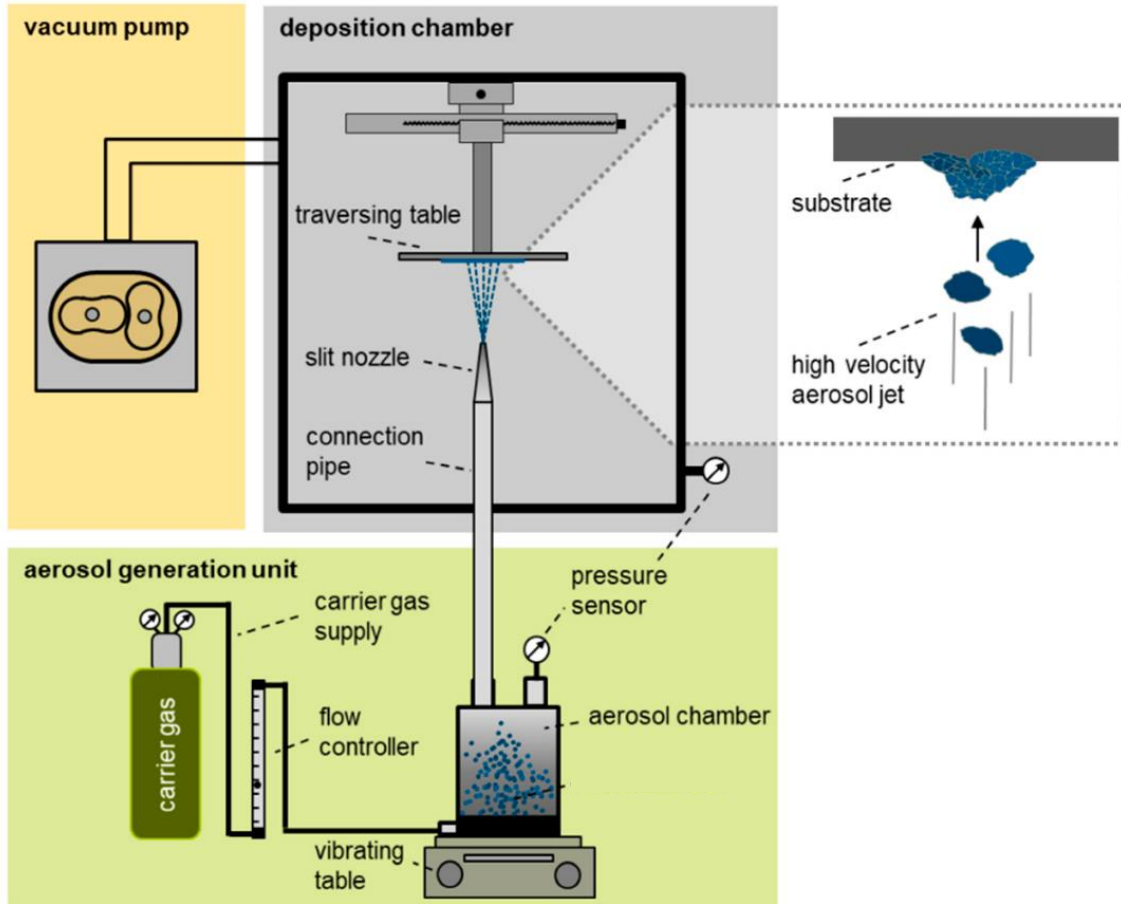 vacuum pump
deposition chamber
traversing table
substrate
slit nozzle
high velocity
aerosol jet
connection
pipe
aerosol generation unit
carrier gas
supply
pressure
sensor
carrier gas
flow
controller
aerosol chamber
vibrating
table